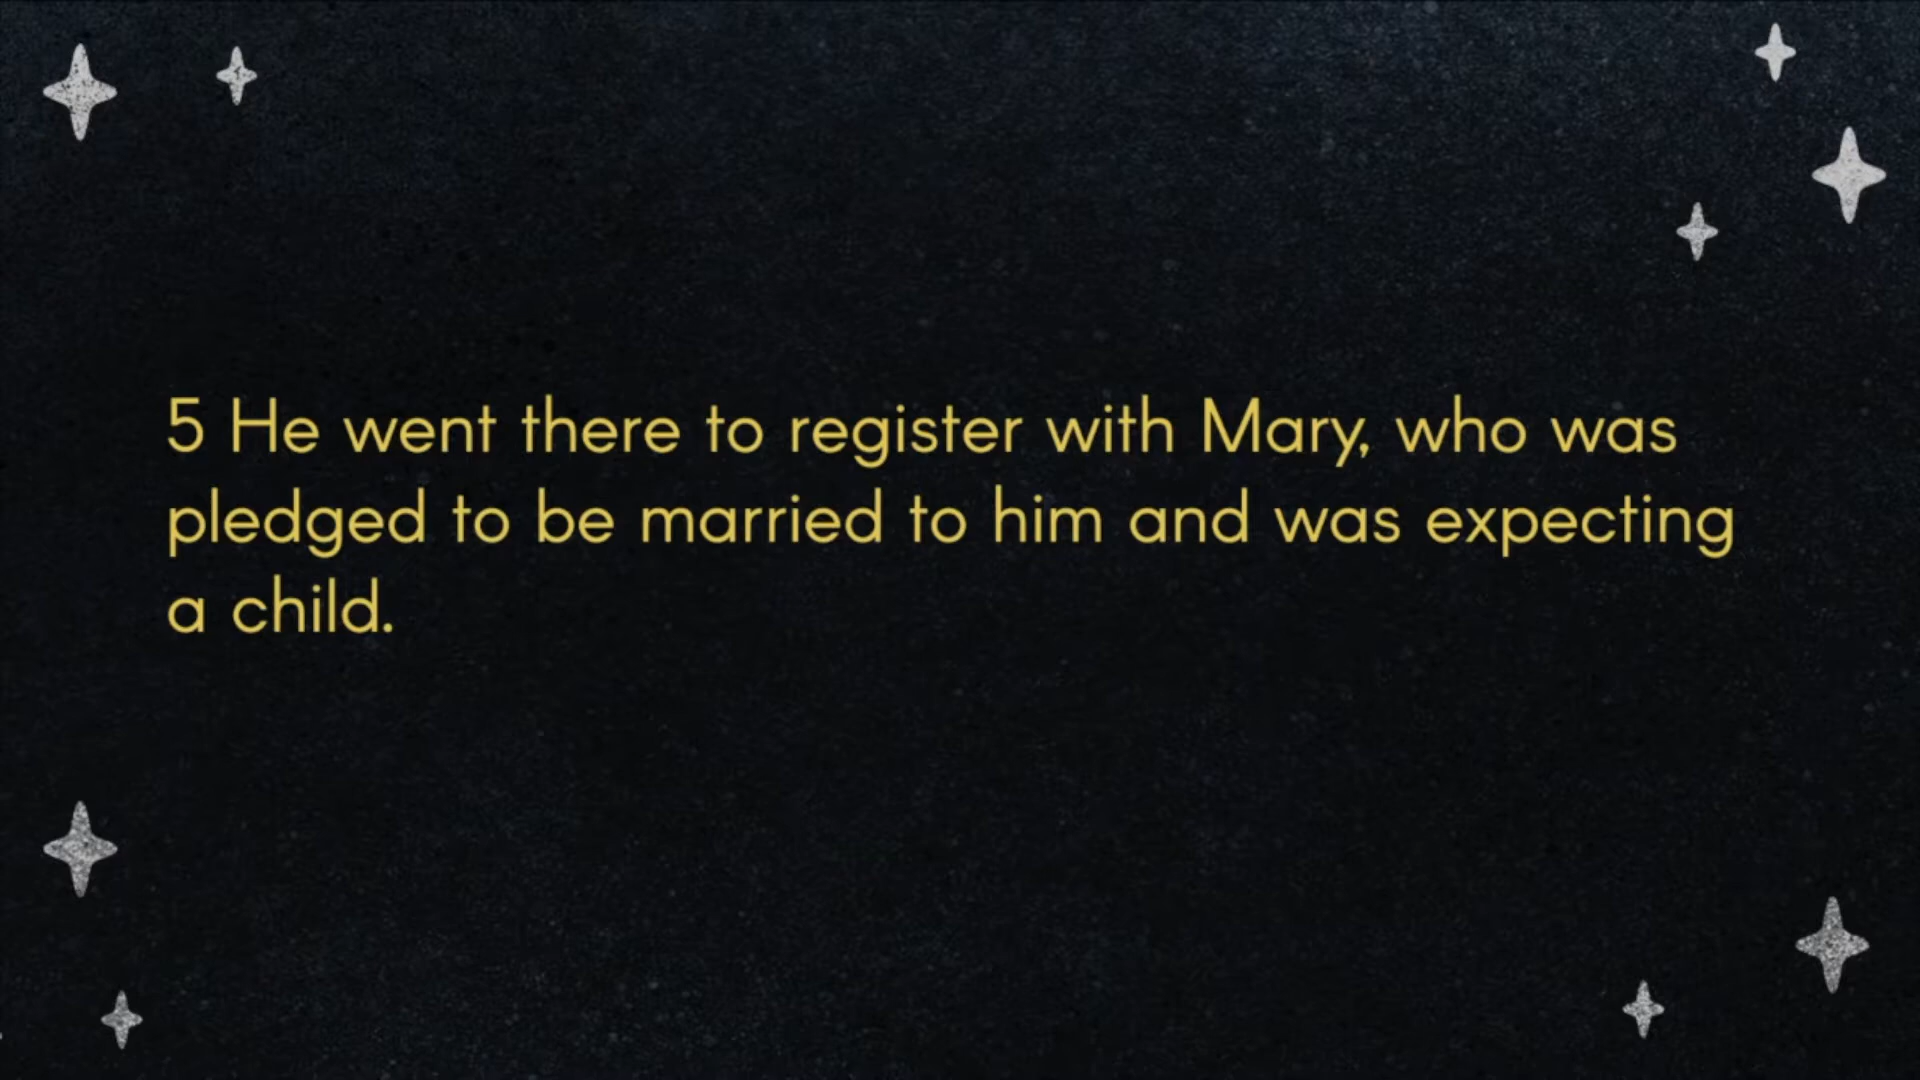 5 He went there to register with Mary, who was
pledged to be married to him and was expecting
a child.